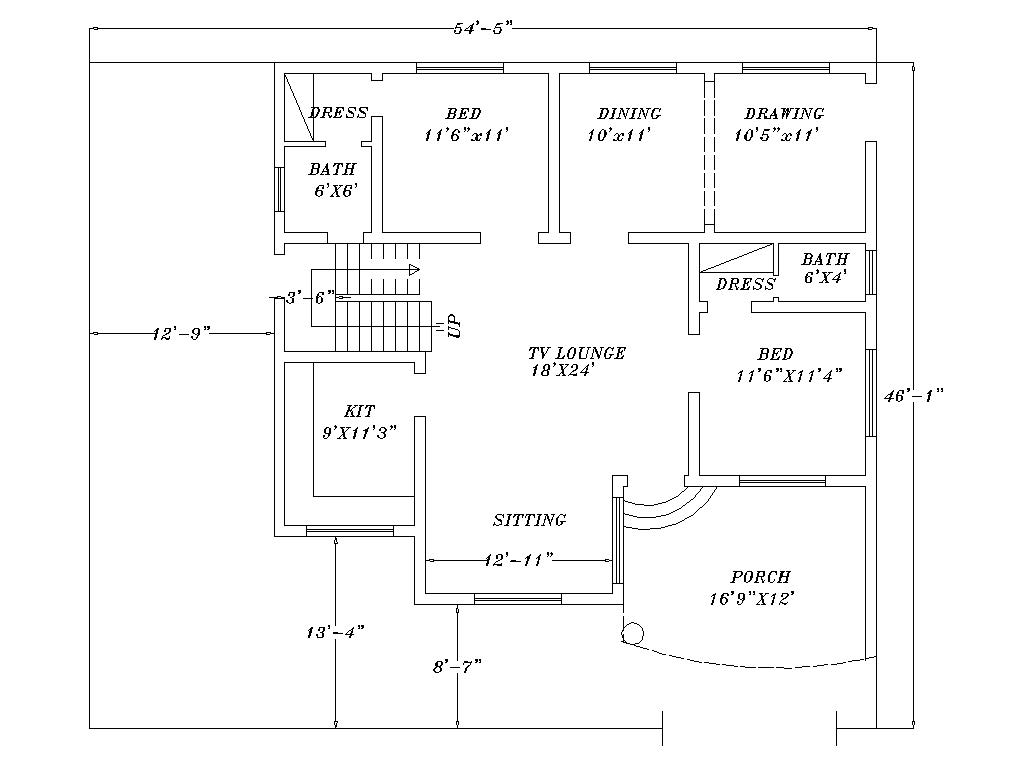 54'-5"
DRESS
BED
11'6"x11'
DINING
10'x11'
DRAWING
10'5"x11'
BATH
6'X6'
BATH
6'X4'
DRESS
3'-6"
UP
12'-9"
TV LOUNGE
18'X24'
BED
11'6"X11'4"
46'-1"
KIT
9'X11'3"
SITTING
12'-11"
PORCH
16'9"X12'
13'-4"
8'-7"